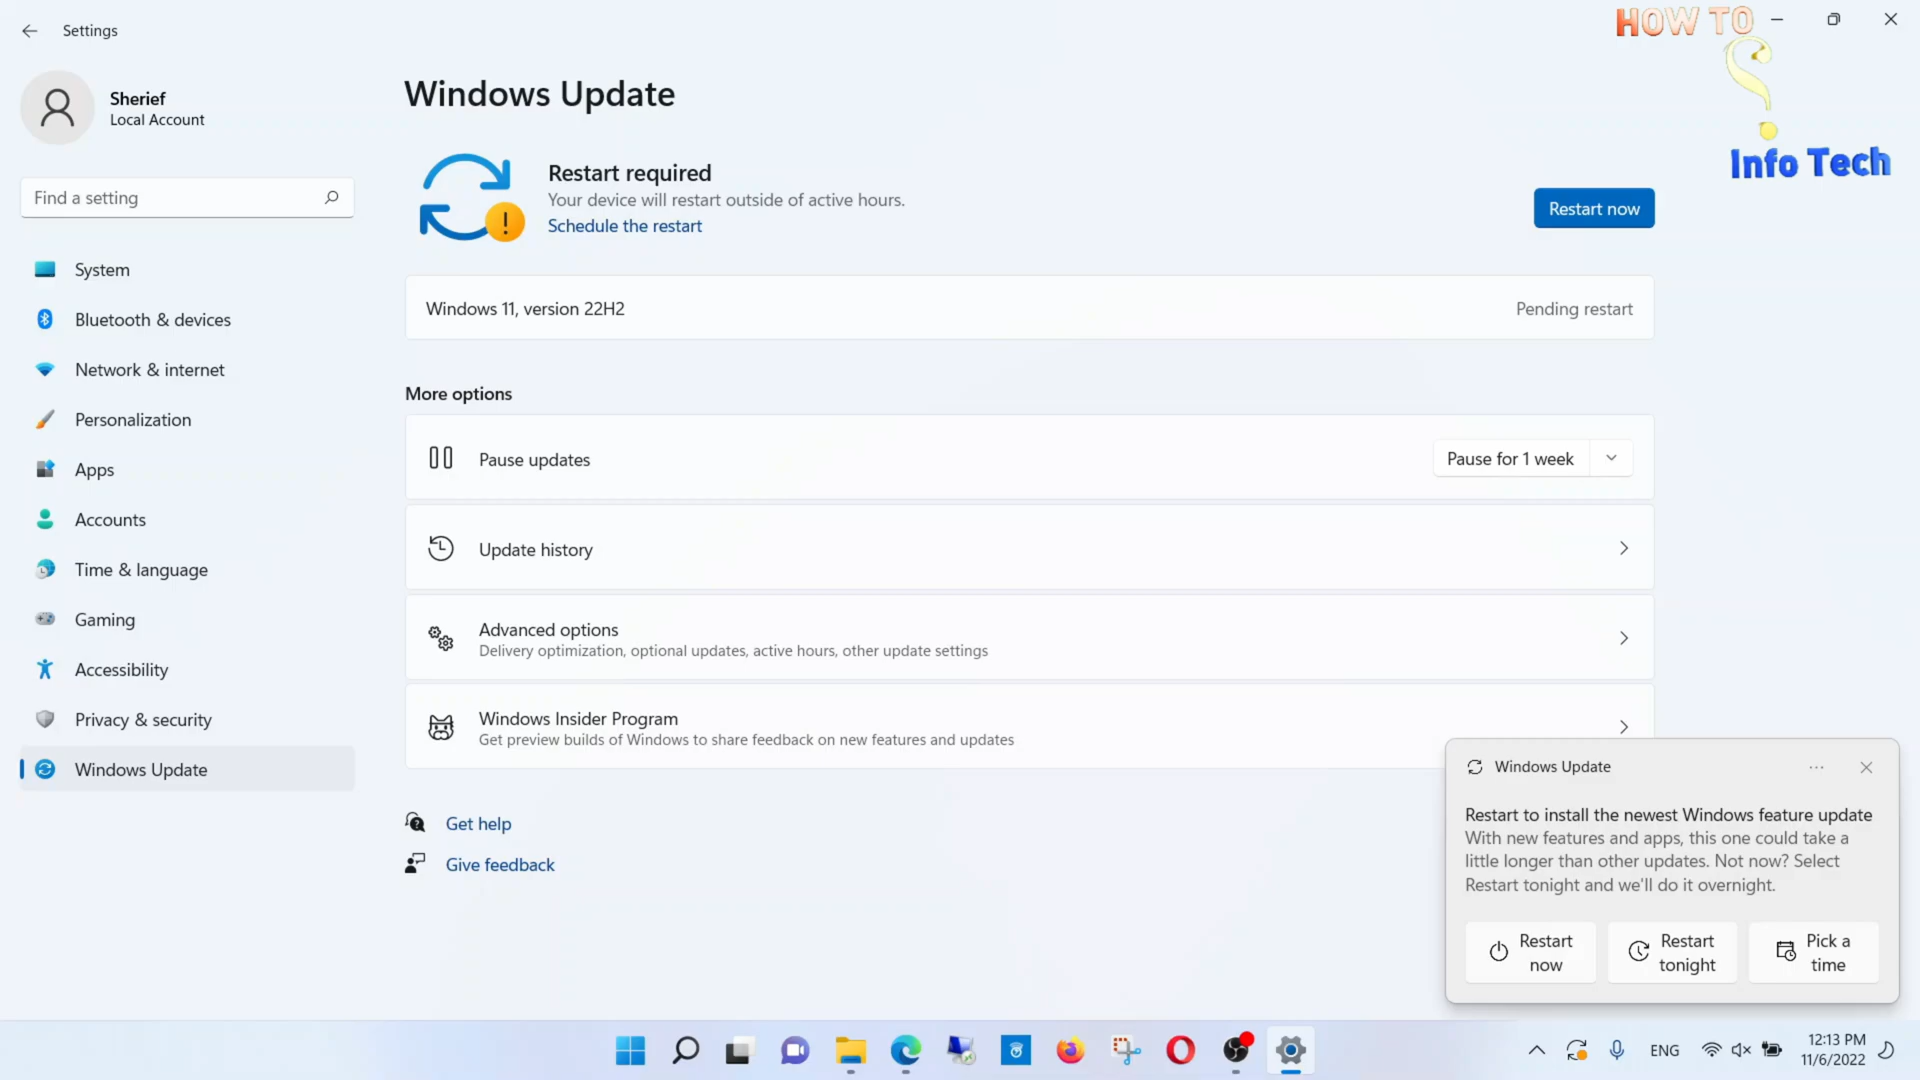 Settings
HOW TO
Info Tech
Sherief
Local Account
Find a setting
System
Bluetooth & devices
Network & internet
Personalization
Apps
Accounts
Time & language
Gaming
Accessibility
Privacy & security
Windows Update
Windows Update
Restart required
Your device will restart outside of active hours.
Schedule the restart
Restart now
Windows 11, version 22H2
Pending restart
More options
Pause updates
Pause for 1 week
Update history
Advanced options
Delivery optimization, optional updates, active hours, other update settings
Windows Insider Program
Get preview builds of Windows to share feedback on new features and updates
Get help
Give feedback
Windows Update
Restart to install the newest Windows feature update
With new features and apps, this one could take a
little longer than other updates. Not now? Select
Restart tonight and we'll do it overnight.
Restart
now
Restart
tonight
Pick a
time
ENG
12:13 PM
11/6/2022